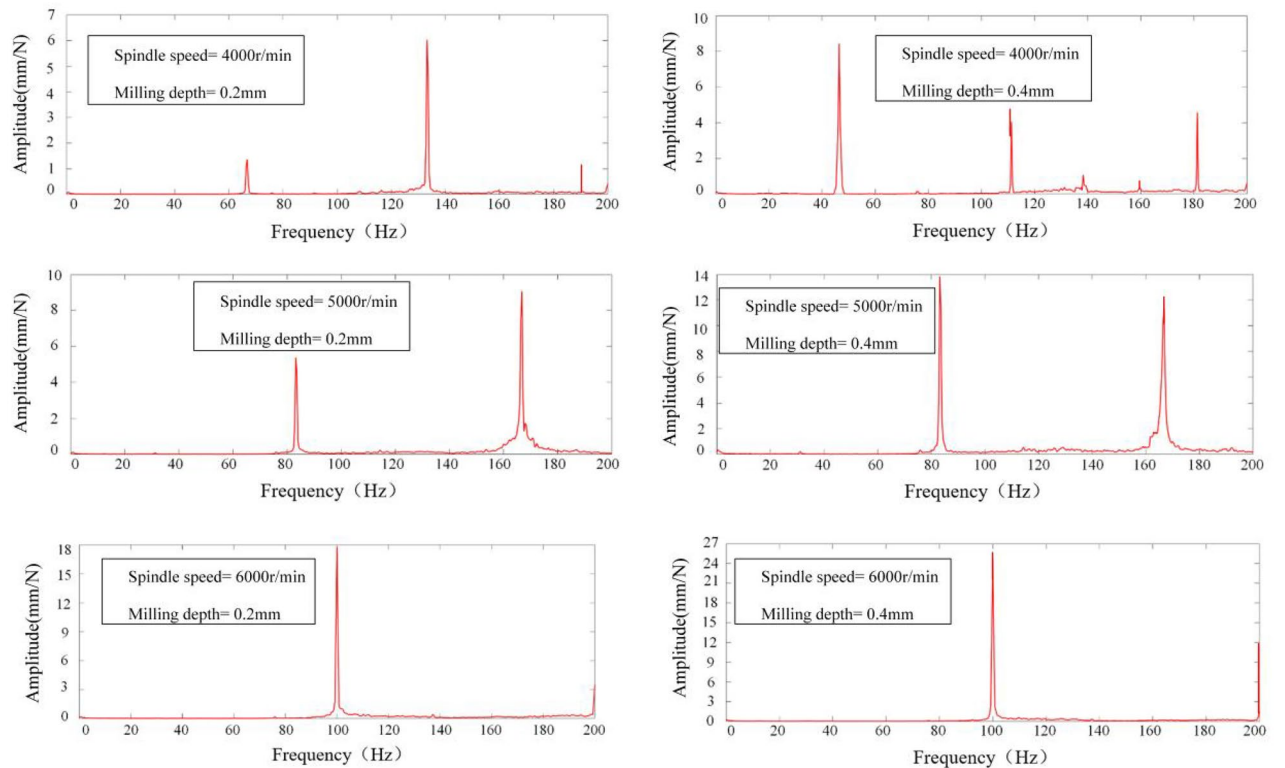 7
6
5
4
3
2
1
0
Amplitude(mm/N)
Spindle speed= 4000r/min
Milling depth= 0.2mm
0 20 40 60 80 100 120 140 160 180 200
Frequency（Hz）
10
8
6
4
2
0
Amplitude(mm/N)
Spindle speed= 4000r/min
Milling depth= 0.4mm
20 40 60 80 100 120 140 160 180 200
Frequency（Hz）
10
8
6
4
2
0
Amplitude(mm/N)
Spindle speed= 5000r/min
Milling depth= 0.2mm
0 20 40 60 80 100 120 140 160 180 200
Frequency（Hz）
14
12
10
8
6
4
2
0
Amplitude(mm/N)
Spindle speed= 5000r/min
Milling depth= 0.4mm
0 20 40 60 80 100 120 140 160 180 200
Frequency（Hz）
18
15
12
9
6
3
0
Amplitude(mm/N)
Spindle speed= 6000r/min
Milling depth= 0.2mm
0 20 40 60 80 100 120 140 160 180 200
Frequency（Hz）
27
24
21
18
15
12
9
6
3
0
Amplitude(mm/N)
Spindle speed= 6000r/min
Milling depth= 0.4mm
0 20 40 60 80 100 120 140 160 180 200
Frequency（Hz）